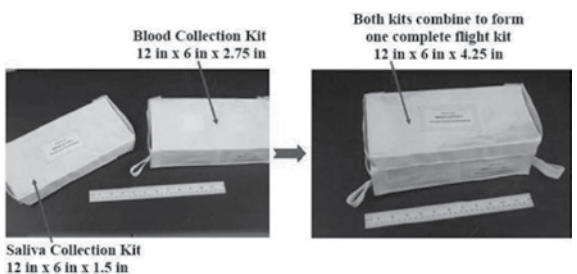 Blood Collection Kit
12 in x 6 in x 2.75 in
Both kits combine to form
one complete flight kit
12 in x 6 in x 4.25 in
Saliva Collection Kit
12 in x 6 in x 1.5 in